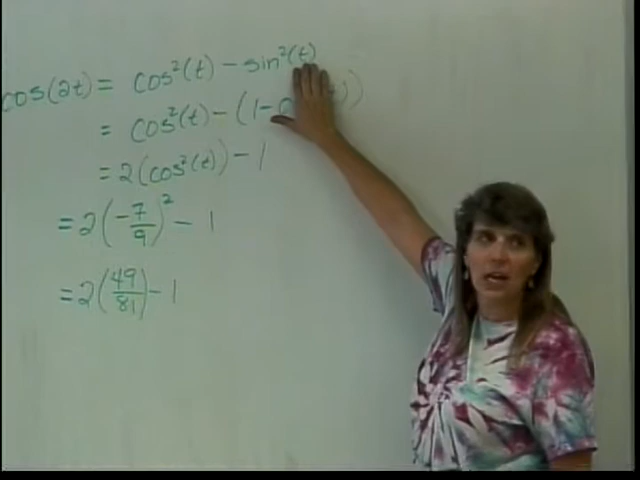 cos(2t) = cos²(t) - sin²(t)
= cos²(t) - (1-
= 2(cos²(t)) - 1
= 2(-7/9)² - 1
= 2(49/81) - 1